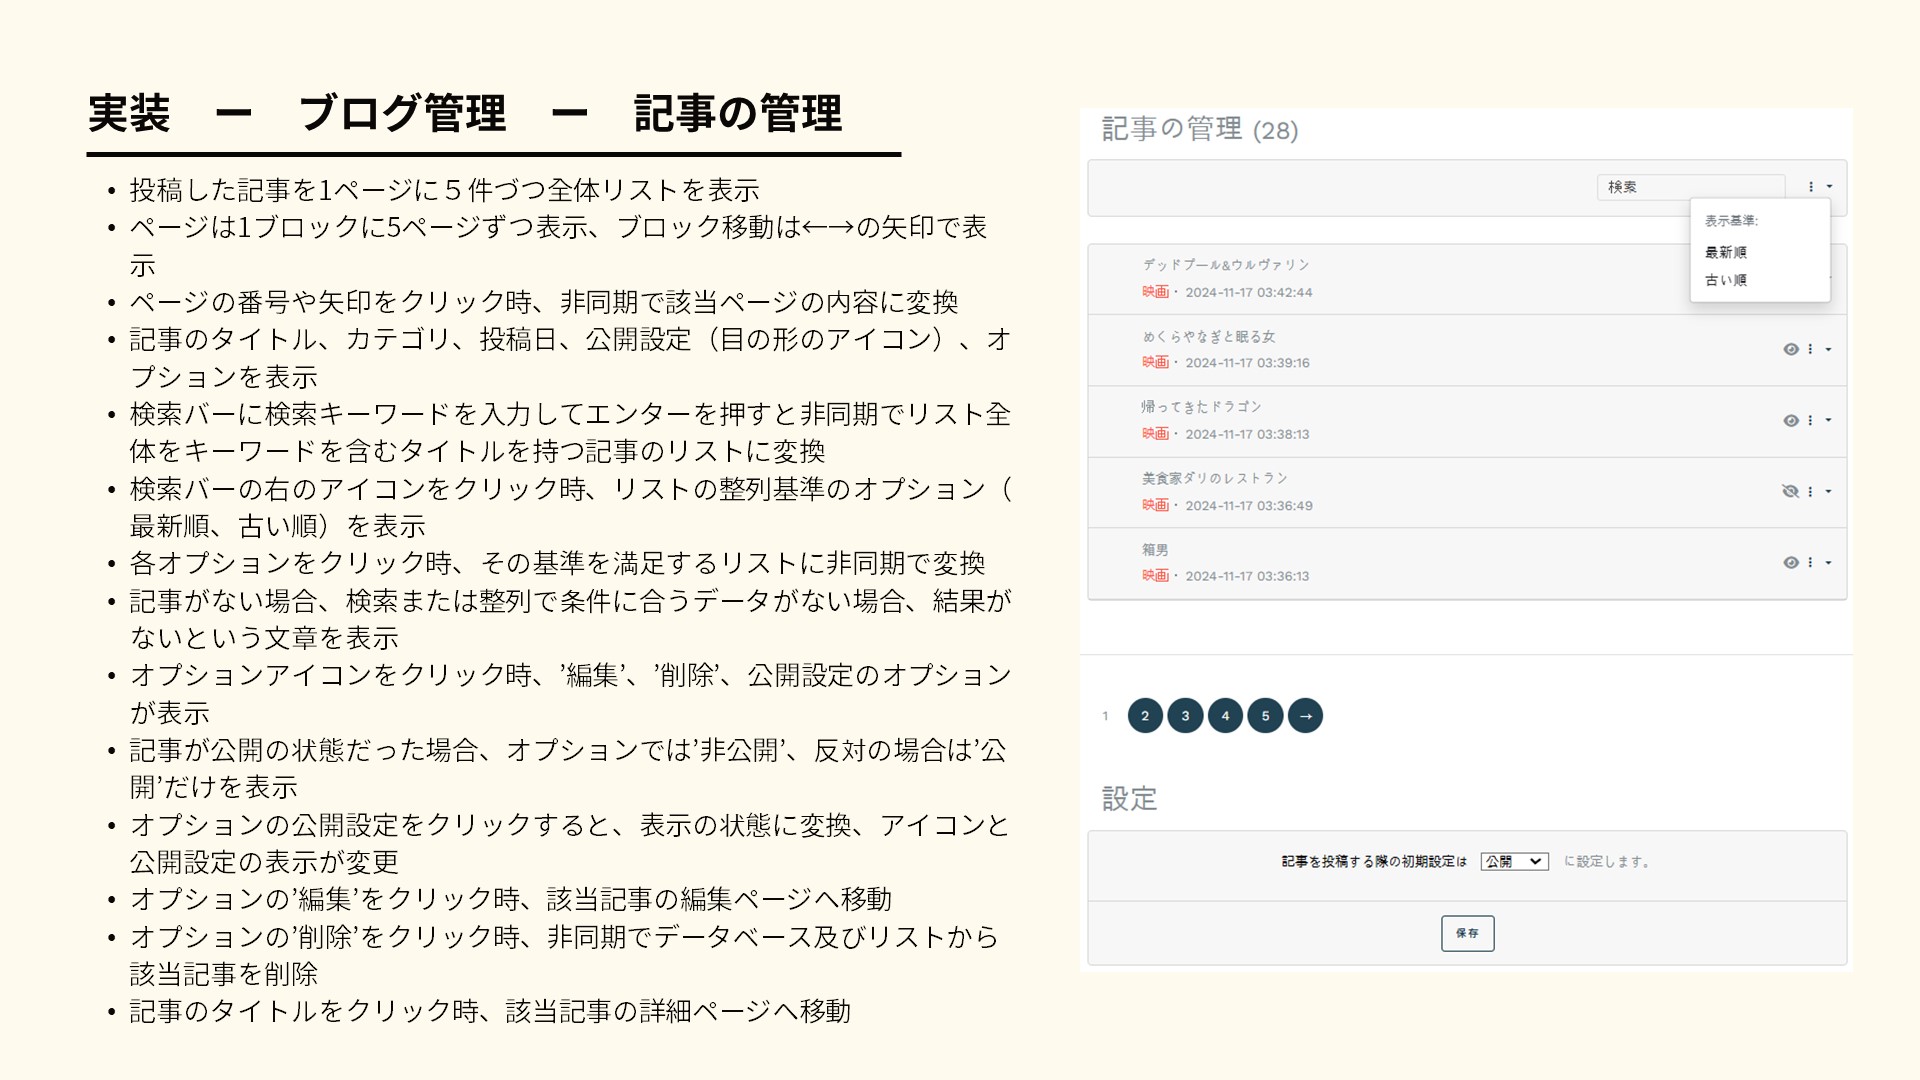 実装　ー　ブログ管理　ー　記事の管理
• 投稿した記事を1ページに５件づつ全体リストを表示
• ページは1ブロックに5ページずつ表示、ブロック移動は←→の矢印で表
示
• ページの番号や矢印をクリック時、非同期で該当ページの内容に変換
• 記事のタイトル、カテゴリ、投稿日、公開設定（目の形のアイコン）、オ
プションを表示
• 検索バーに検索キーワードを入力してエンターを押すと非同期でリスト全
体をキーワードを含むタイトルを持つ記事のリストに変換
• 検索バーの右のアイコンをクリック時、リストの整列基準のオプション（
最新順、古い順）を表示
• 各オプションをクリック時、その基準を満足するリストに非同期で変換
• 記事がない場合、検索または整列で条件に合うデータがない場合、結果が
ないという文章を表示
• オプションアイコンをクリック時、’編集’、’削除’、公開設定のオプション
が表示
• 記事が公開の状態だった場合、オプションでは’非公開’、反対の場合は’公
開’だけを表示
• オプションの公開設定をクリックすると、表示の状態に変換、アイコンと
公開設定の表示が変更
• オプションの’編集’をクリック時、該当記事の編集ページへ移動
• オプションの’削除’をクリック時、非同期でデータベース及びリストから
該当記事を削除
• 記事のタイトルをクリック時、該当記事の詳細ページへ移動
記事の管理 (28)
検索
表示基準:
最新順
古い順
デッドプール&ウルヴァリン
映画・ 2024-11-17 03:42:44
めくらやなぎと眠る女
映画・ 2024-11-17 03:39:16
帰ってきたドラゴン
映画・ 2024-11-17 03:38:13
美食家ダリのレストラン
映画・ 2024-11-17 03:36:49
箱男
映画・ 2024-11-17 03:36:13
1 2 3 4 5 →
設定
記事を投稿する際の初期設定は 公開 に設定します。
保存